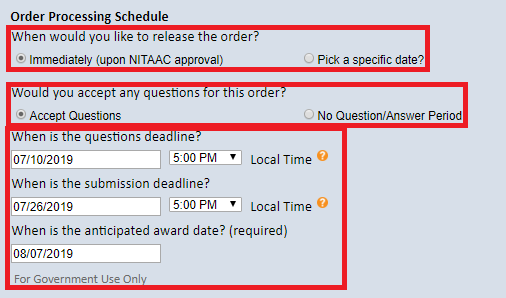 Order Processing Schedule
When would you like to release the order?
Immediately (upon NITAAC approval) Pick a specific date?
Would you accept any questions for this order?
Accept Questions No Question/Answer Period
When is the questions deadline?
07/10/2019 5:00 PM Local Time ?
When is the submission deadline?
07/26/2019 5:00 PM Local Time ?
When is the anticipated award date? (required)
08/07/2019
For Government Use Only